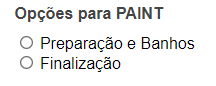 Opções para PAINT
Preparação e Banhos
Finalização